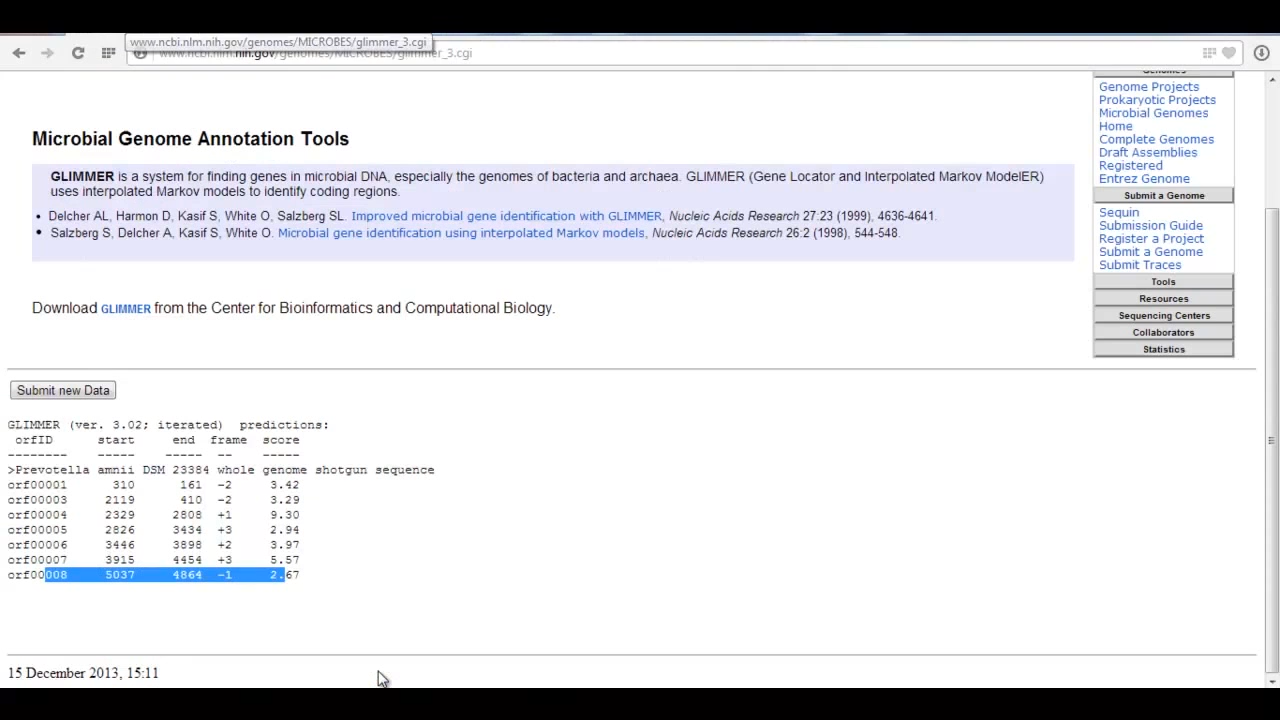 www.ncbi.nlm.nih.gov/genomes/MICROBES/glimmer_3.cgi
www.ncbi.nlm.nih.gov/genomes/MICROBES/glimmer_3.cgi
Genomes
Genome Projects
Prokaryotic Projects
Microbial Genomes
Home
Complete Genomes
Draft Assemblies
Registered
Entrez Genome
Submit a Genome
Sequin
Submission Guide
Register a Project
Submit a Genome
Submit Traces
Tools
Resources
Sequencing Centers
Collaborators
Statistics
Microbial Genome Annotation Tools
GLIMMER is a system for finding genes in microbial DNA, especially the genomes of bacteria and archaea. GLIMMER (Gene Locator and Interpolated Markov ModelER)
uses interpolated Markov models to identify coding regions.
• Delcher AL, Harmon D, Kasif S, White O, Salzberg SL. Improved microbial gene identification with GLIMMER, Nucleic Acids Research 27:23 (1999), 4636-4641.
• Salzberg S, Delcher A, Kasif S, White O. Microbial gene identification using interpolated Markov models, Nucleic Acids Research 26:2 (1998), 544-548.
Download GLIMMER from the Center for Bioinformatics and Computational Biology.
Submit new Data
GLIMMER (ver. 3.02; iterated) predictions:
orfID start end frame score
-------- ----- ----- -- -----
>Prevotella amnii DSM 23384 whole genome shotgun sequence
orf00001 310 161 -2 3.42
orf00003 2119 410 -2 3.29
orf00004 2329 2808 +1 9.30
orf00005 2826 3434 +3 2.94
orf00006 3446 3898 +2 3.97
orf00007 3915 4454 +3 5.57
orf00008 5037 4864 -1 2.67
15 December 2013, 15:11